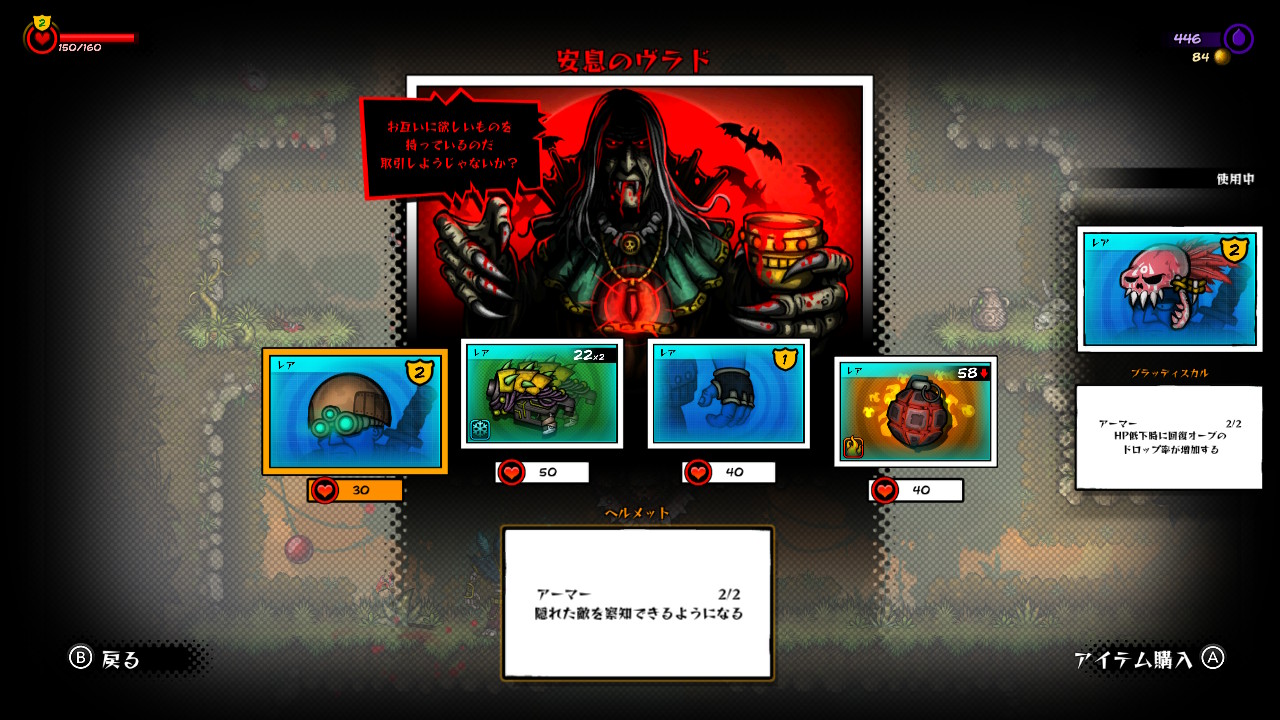 2
150/160
446
84
安息のヴラド
お互いに欲しいものを
持っているのだ
取引しようじゃないか？
使用中
レア 2
ブラッディスカル
アーマー 2/2
HP低下時に回復オーブの
ドロップ率が増加する
レア 2
レア 22x2
レア 1
レア 58
30
50
40
40
ヘルメット
アーマー 2/2
隠れた敵を察知できるようになる
B 戻る
アイテム購入 A